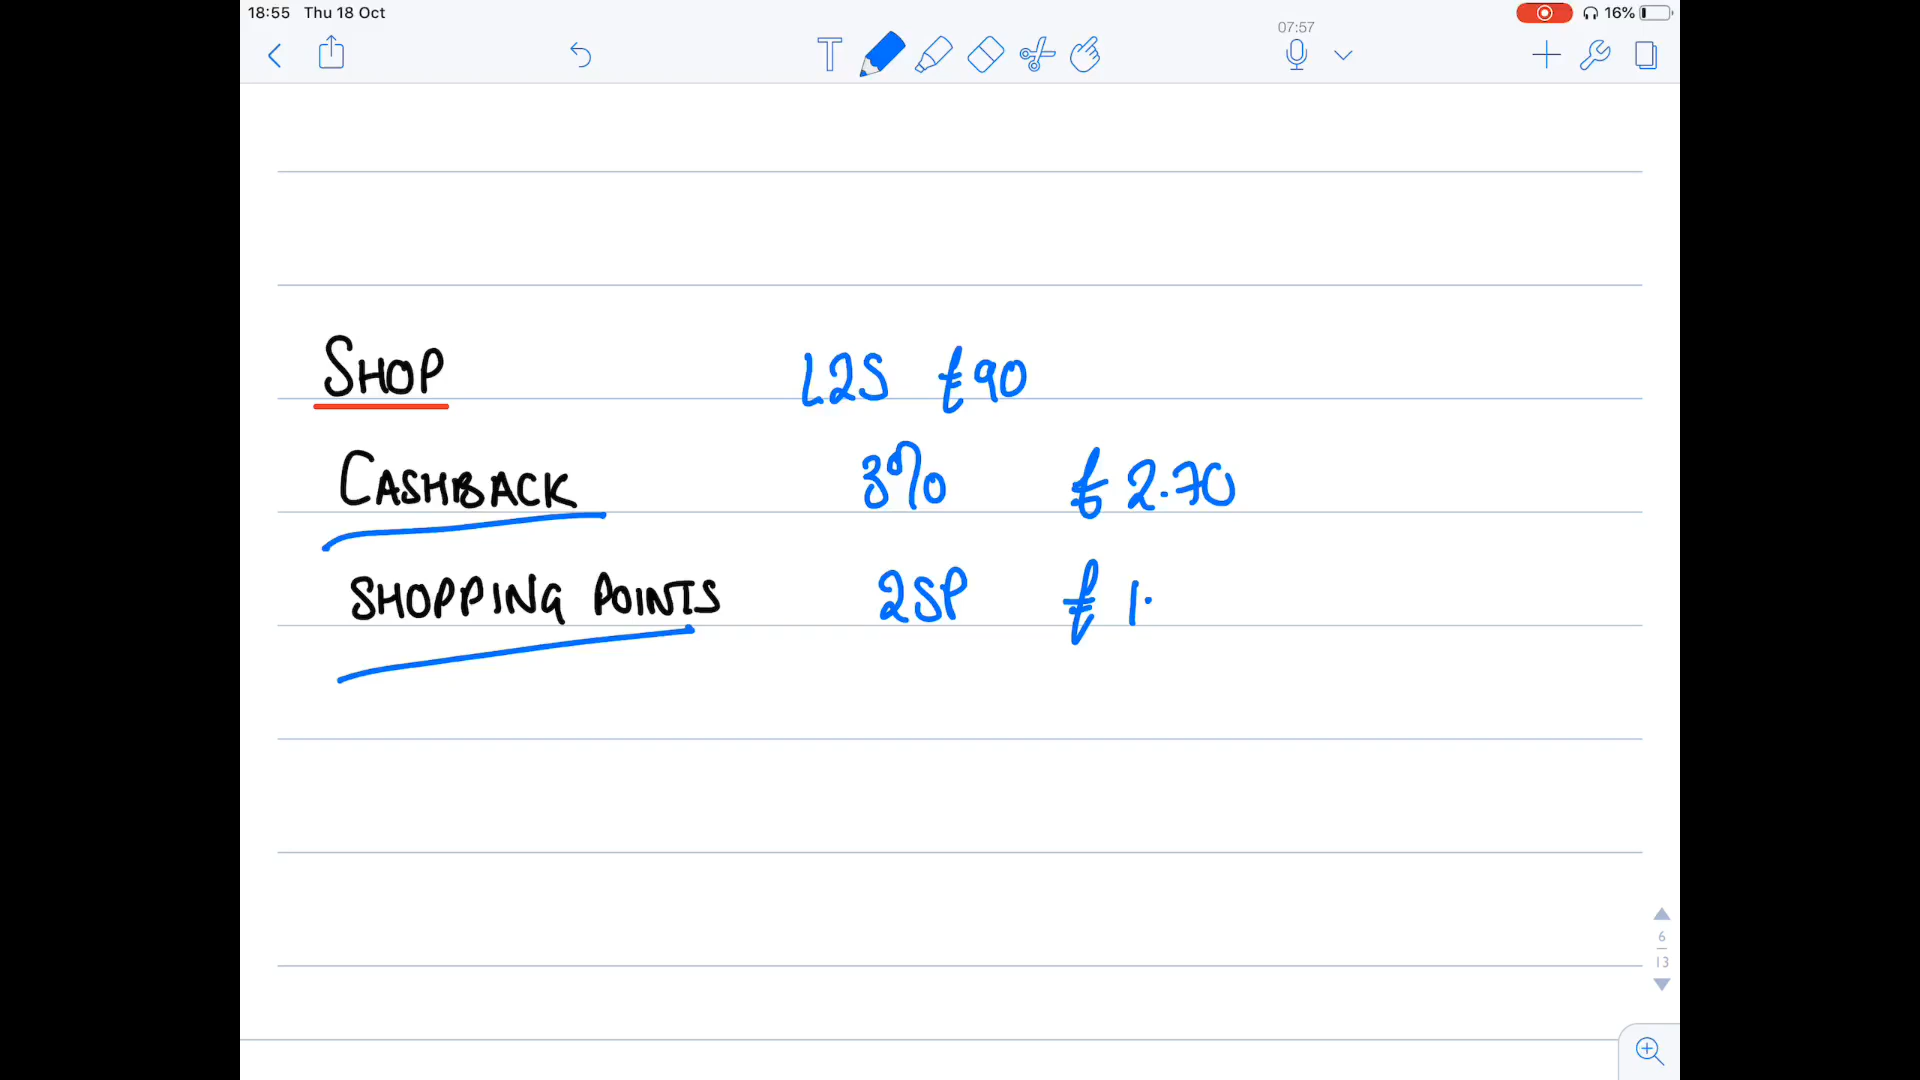 18:55 Thu 18 Oct
16%
07:57
T
SHOP L2S £90
CASHBACK 3% £2.70
SHOPPING POINTS 2SP £1.
6
13